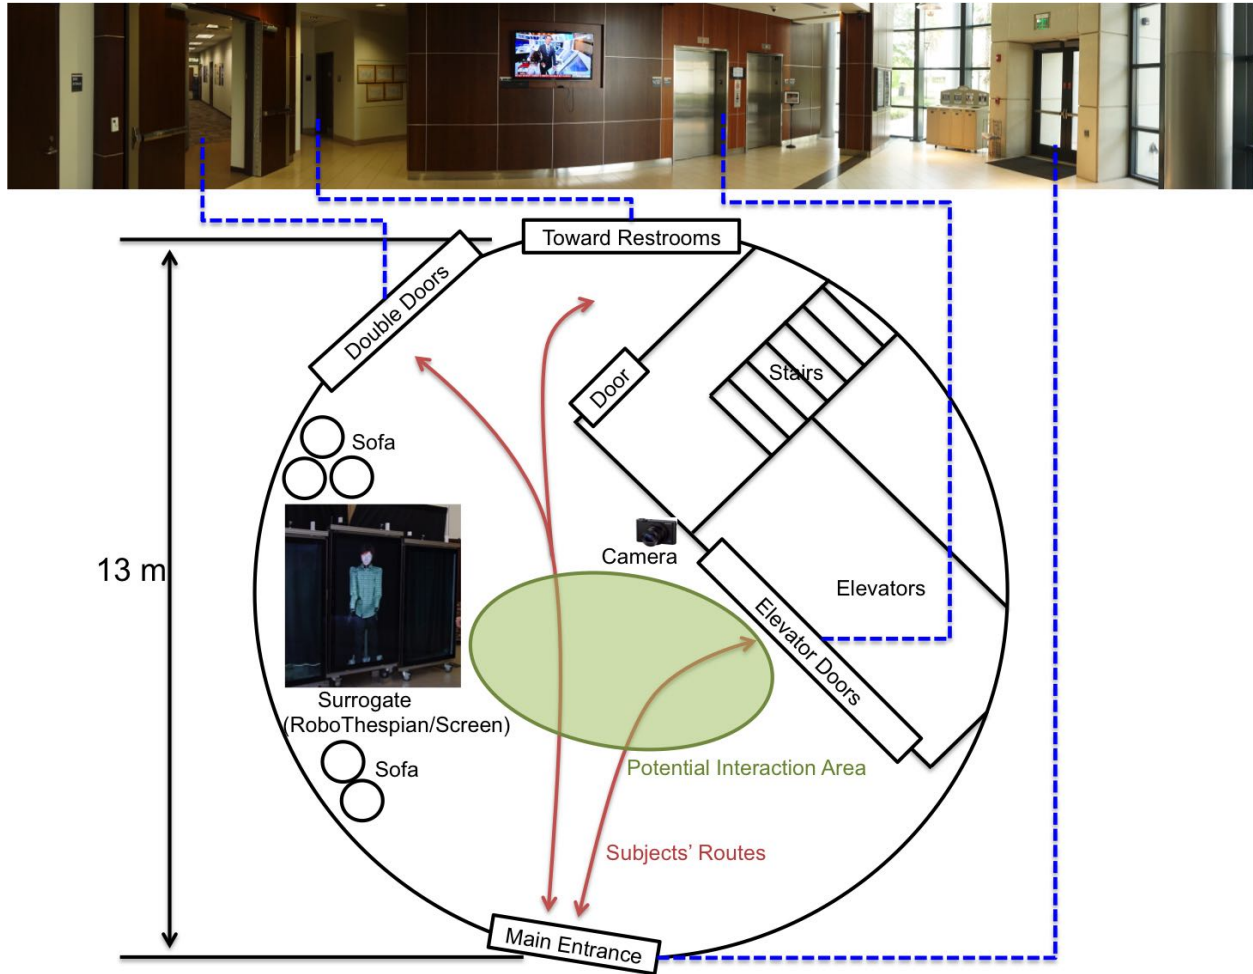 Toward Restrooms
Double Doors
Door
Stairs
Sofa
Camera
13 m
Elevators
Elevator Doors
Surrogate
(RoboThespian/Screen)
Sofa
Potential Interaction Area
Subjects' Routes
Main Entrance